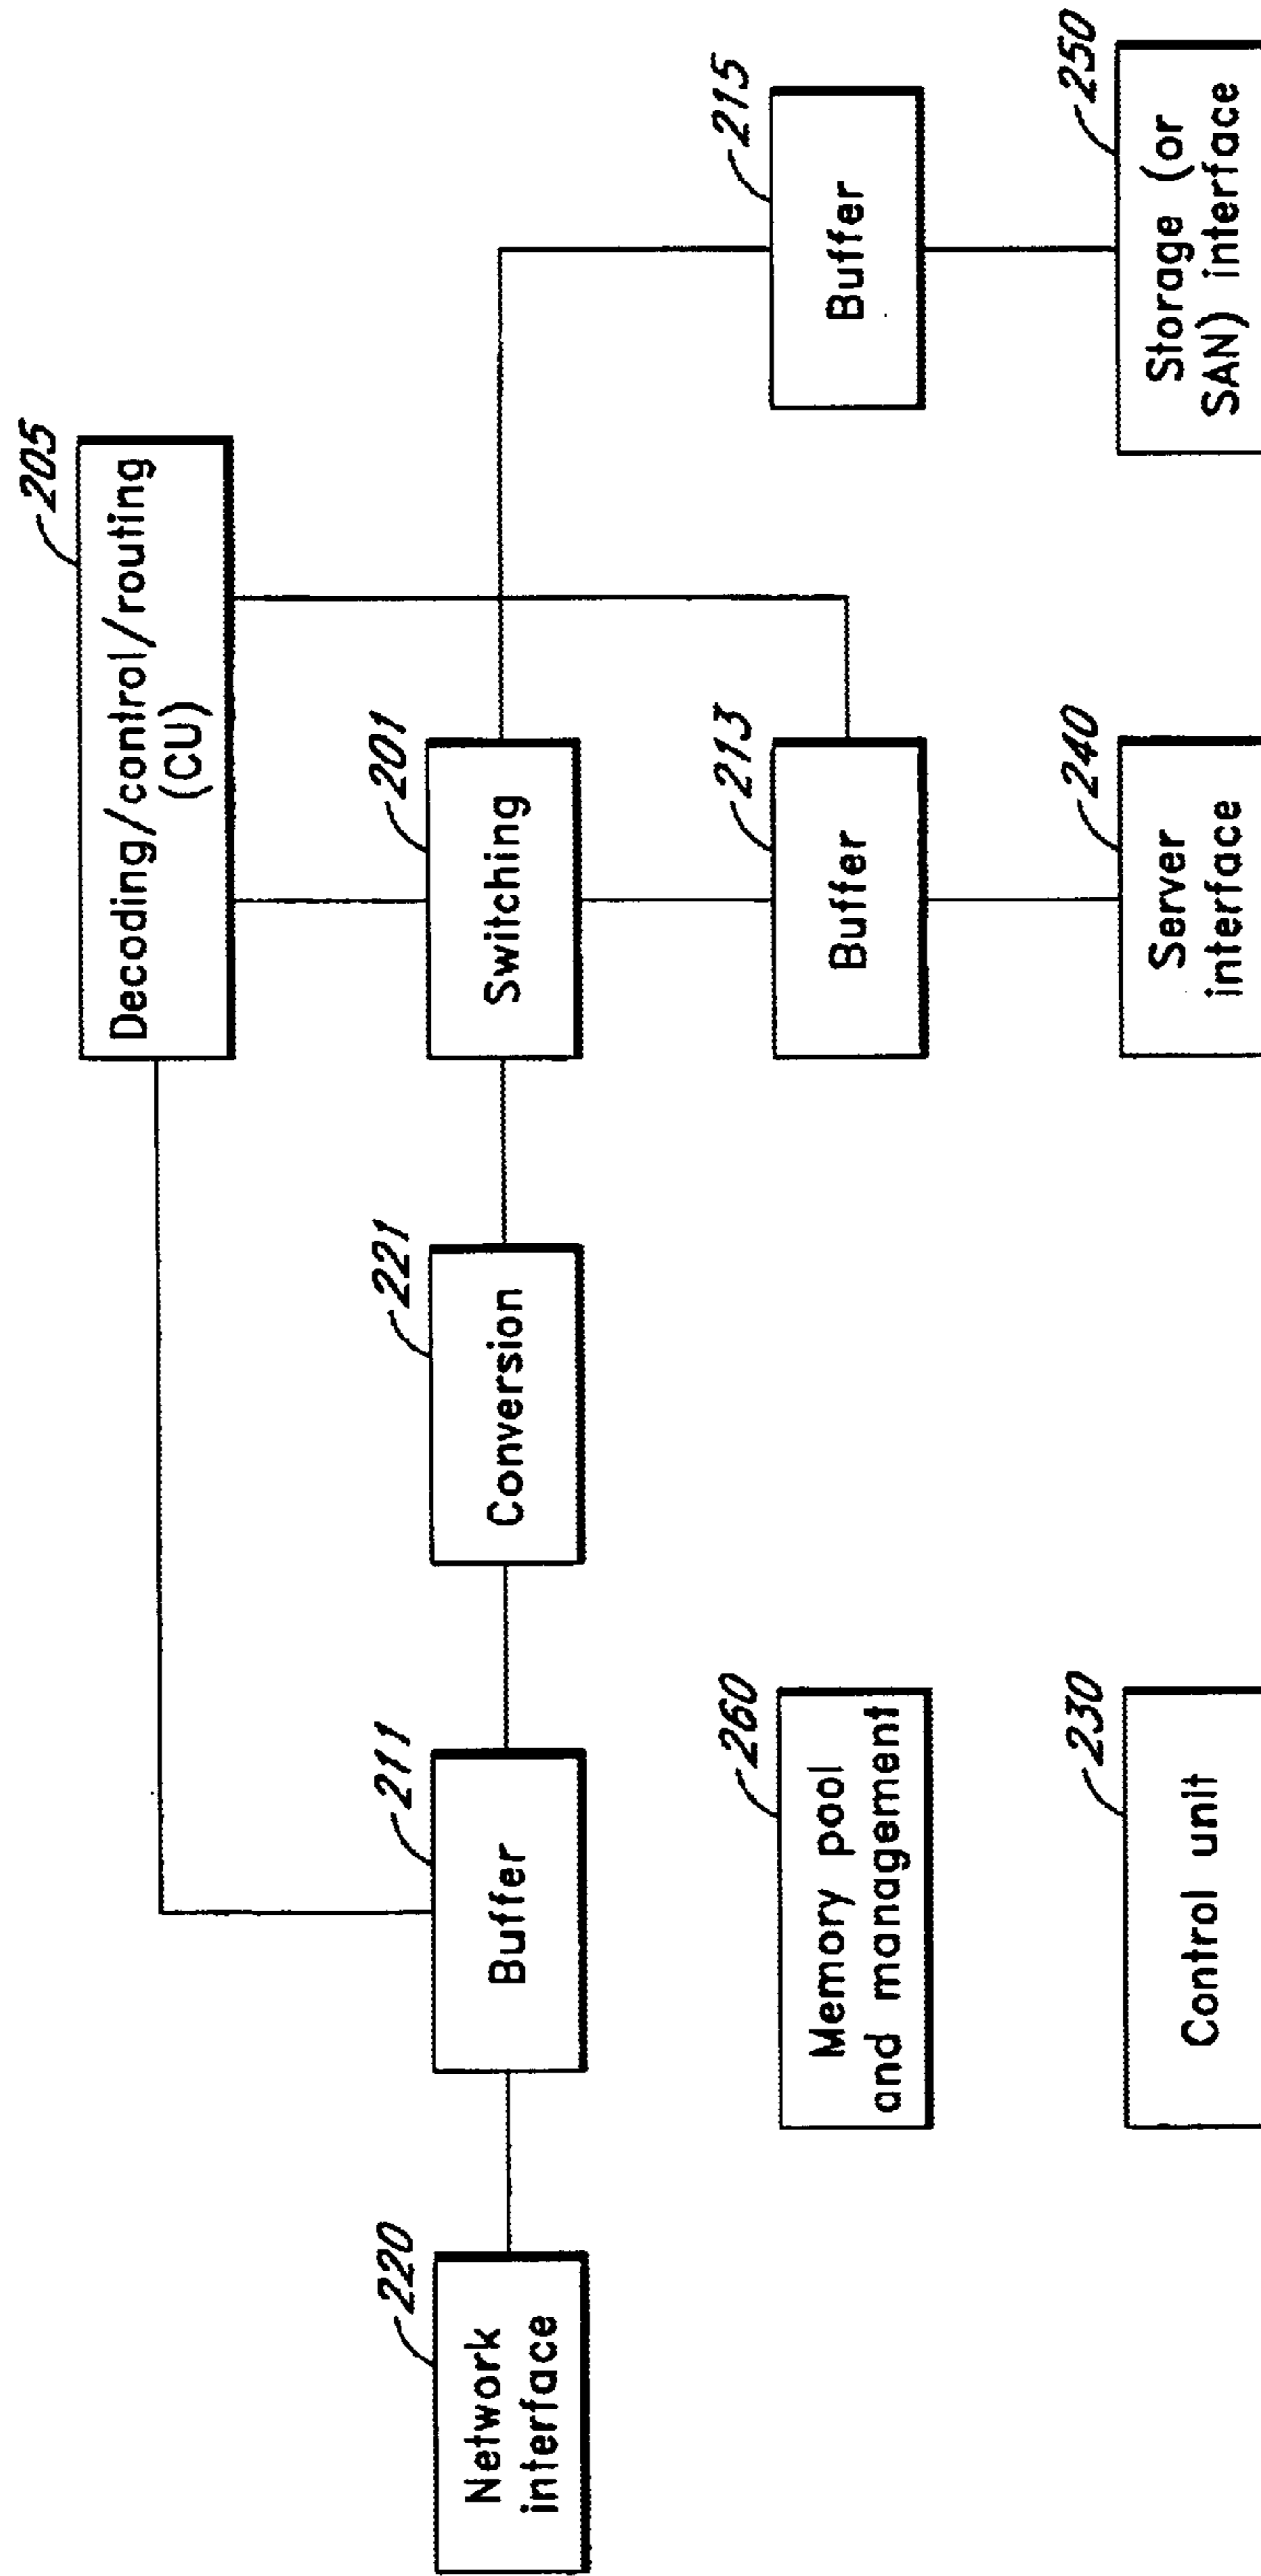 205
Decoding/control/routing
(CU)
220
Network
interface
211
Buffer
221
Conversion
201
Switching
260
Memory pool
and management
213
Buffer
215
Buffer
230
Control unit
240
Server
interface
250
Storage (or
SAN) interface